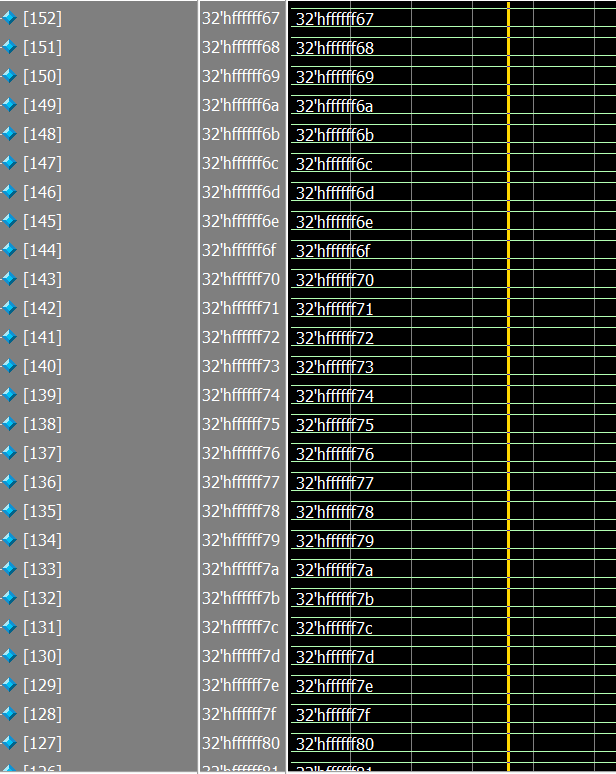 [152] 32'hffffff67 32'hffffff67
[151] 32'hffffff68 32'hffffff68
[150] 32'hffffff69 32'hffffff69
[149] 32'hffffff6a 32'hffffff6a
[148] 32'hffffff6b 32'hffffff6b
[147] 32'hffffff6c 32'hffffff6c
[146] 32'hffffff6d 32'hffffff6d
[145] 32'hffffff6e 32'hffffff6e
[144] 32'hffffff6f 32'hffffff6f
[143] 32'hffffff70 32'hffffff70
[142] 32'hffffff71 32'hffffff71
[141] 32'hffffff72 32'hffffff72
[140] 32'hffffff73 32'hffffff73
[139] 32'hffffff74 32'hffffff74
[138] 32'hffffff75 32'hffffff75
[137] 32'hffffff76 32'hffffff76
[136] 32'hffffff77 32'hffffff77
[135] 32'hffffff78 32'hffffff78
[134] 32'hffffff79 32'hffffff79
[133] 32'hffffff7a 32'hffffff7a
[132] 32'hffffff7b 32'hffffff7b
[131] 32'hffffff7c 32'hffffff7c
[130] 32'hffffff7d 32'hffffff7d
[129] 32'hffffff7e 32'hffffff7e
[128] 32'hffffff7f 32'hffffff7f
[127] 32'hffffff80 32'hffffff80